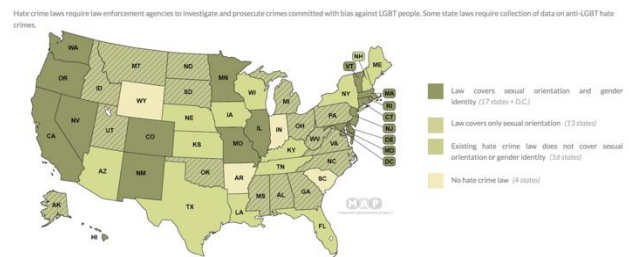 Hate crime laws require law enforcement agencies to investigate and prosecute crimes committed with bias against LGBT people. Some state laws require collection of data on anti-LGBT hate
crimes.
WA
OR
CA
NV
ID
MT
WY
UT
AZ
CO
NM
ND
SD
NE
KS
OK
TX
MN
IA
MO
AR
LA
WI
IL
MI
IN
OH
KY
TN
MS
AL
GA
FL
SC
NC
VA
WV
PA
NY
VT
NH
ME
MA
RI
CT
NJ
DE
MD
DC
AK
HI
MAP
Law covers sexual orientation and gender
identity (17 states + D.C.)
Law covers only sexual orientation (13 states)
Existing hate crime law does not cover sexual
orientation or gender identity (16 states)
No hate crime law (4 states)